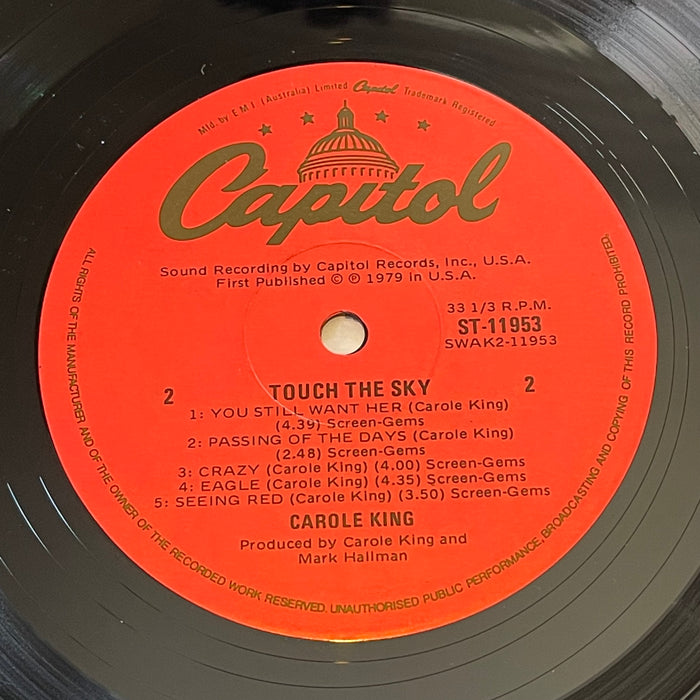 Mfd. by E.M.I. (Australia) Limited Capitol Trademark Registered
Capitol
Sound Recording by Capitol Records, Inc., U.S.A.
First Published © ℗ 1979 in U.S.A.
33 1/3 R.P.M.
ST-11953
SWAK2-11953
2 TOUCH THE SKY 2
1: YOU STILL WANT HER (Carole King)
(4.39) Screen-Gems
2: PASSING OF THE DAYS (Carole King)
(2.48) Screen-Gems
3: CRAZY (Carole King) (4.00) Screen-Gems
4: EAGLE (Carole King) (4.35) Screen-Gems
5: SEEING RED (Carole King) (3.50) Screen-Gems
CAROLE KING
Produced by Carole King and
Mark Hallman
ALL RIGHTS OF THE MANUFACTURER AND OF THE OWNER OF THE RECORDED WORK RESERVED. UNAUTHORISED PUBLIC PERFORMANCE, BROADCASTING AND COPYING OF THIS RECORD PROHIBITED.